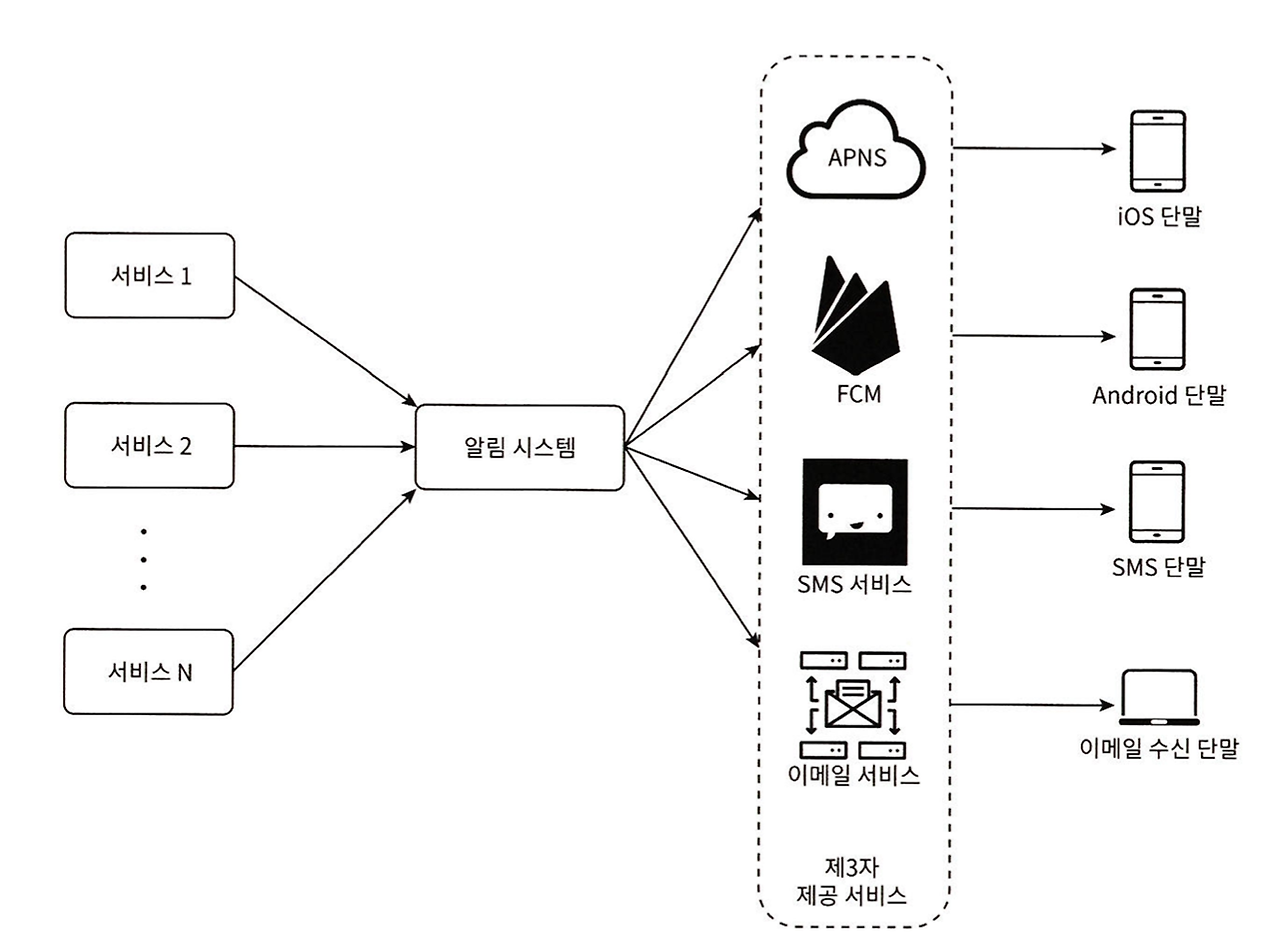 APNS
iOS 단말
서비스 1
FCM
Android 단말
서비스 2
알림 시스템
SMS 서비스
SMS 단말
서비스 N
이메일 서비스
이메일 수신 단말
제3자
제공 서비스